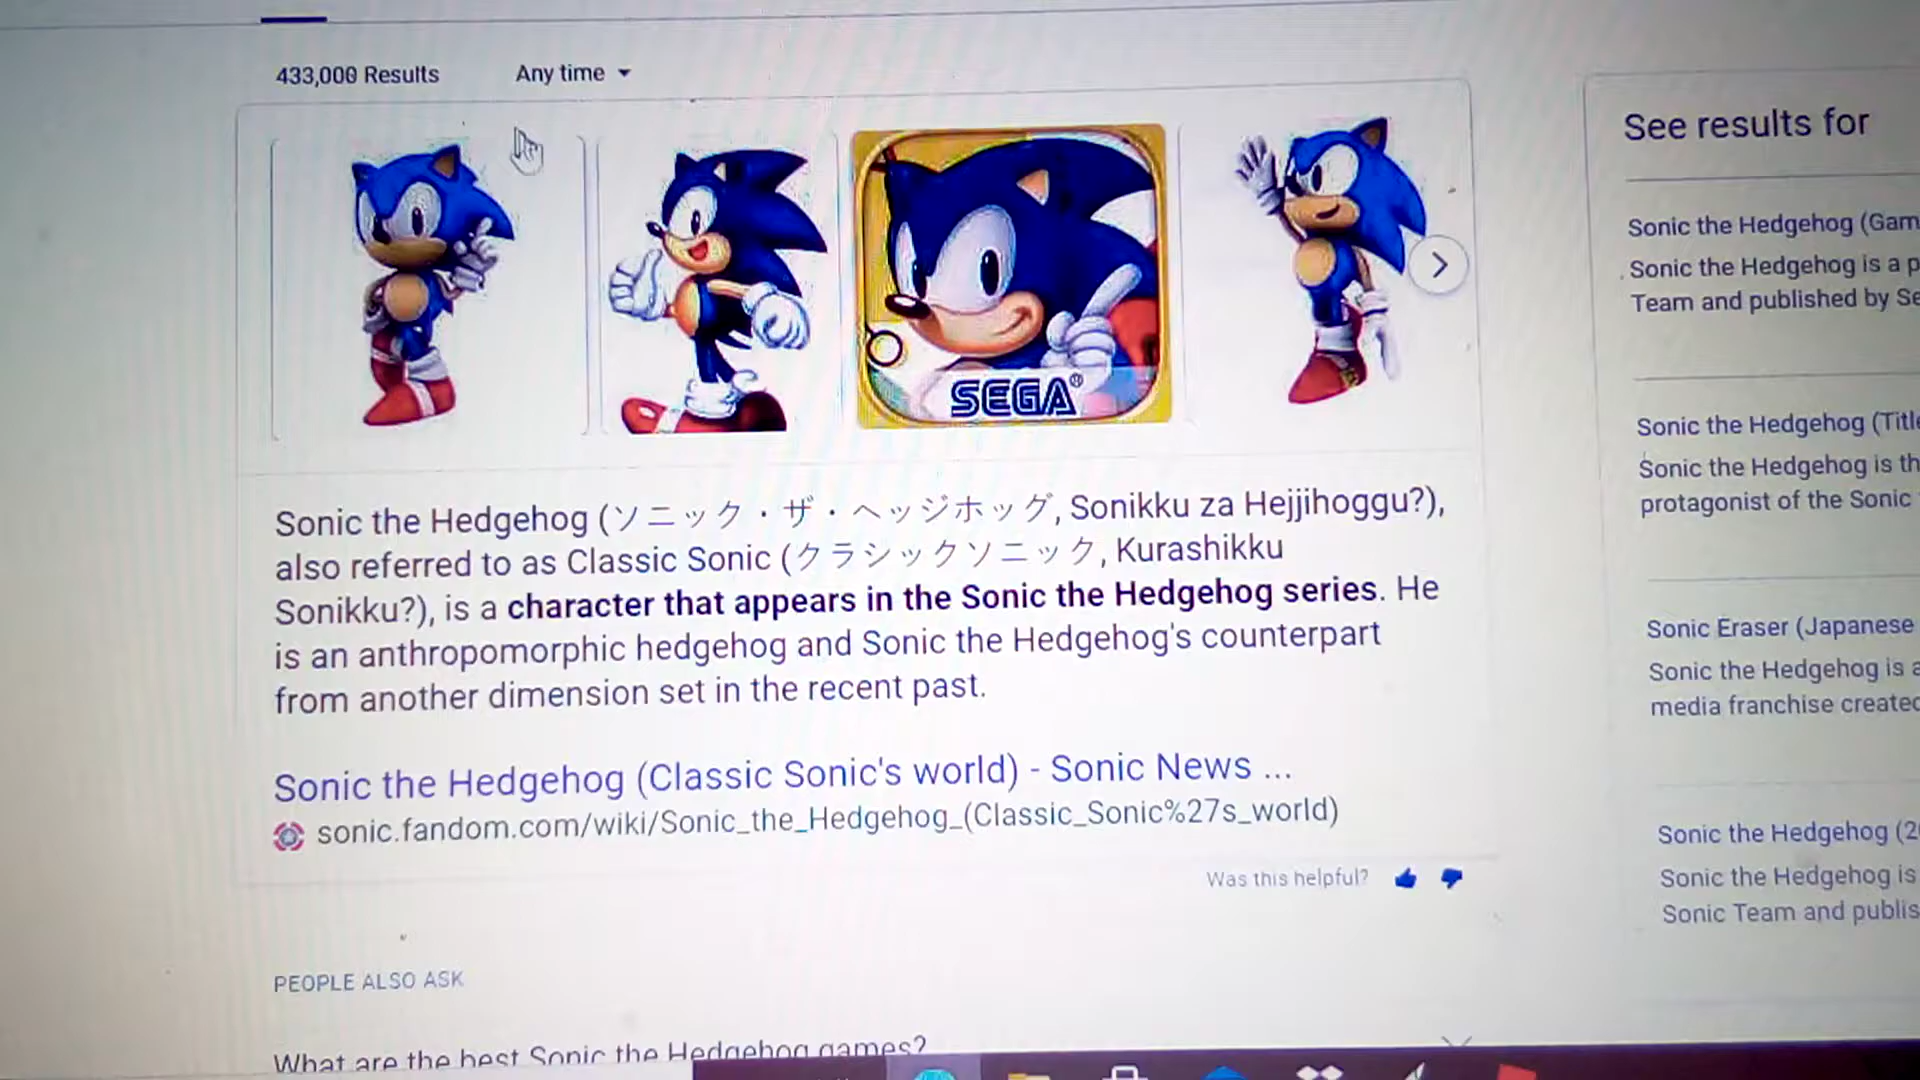 433,000 Results
Any time
SEGA®
Sonic the Hedgehog (ソニック・ザ・ヘッジホッグ, Sonikku za Hejjihoggu?),
also referred to as Classic Sonic (クラシックソニック, Kurashikku
Sonikku?), is a character that appears in the Sonic the Hedgehog series. He
is an anthropomorphic hedgehog and Sonic the Hedgehog's counterpart
from another dimension set in the recent past.
Sonic the Hedgehog (Classic Sonic's world) - Sonic News ...
sonic.fandom.com/wiki/Sonic_the_Hedgehog_(Classic_Sonic%27s_world)
Was this helpful?
PEOPLE ALSO ASK
What are the best Sonic the Hedgehog games?
See results for
Sonic the Hedgehog (Gam
Sonic the Hedgehog is a p
Team and published by Se
Sonic the Hedgehog (Title
Sonic the Hedgehog is th
protagonist of the Sonic
Sonic Eraser (Japanese
Sonic the Hedgehog is a
media franchise created
Sonic the Hedgehog (2
Sonic the Hedgehog is
Sonic Team and publis